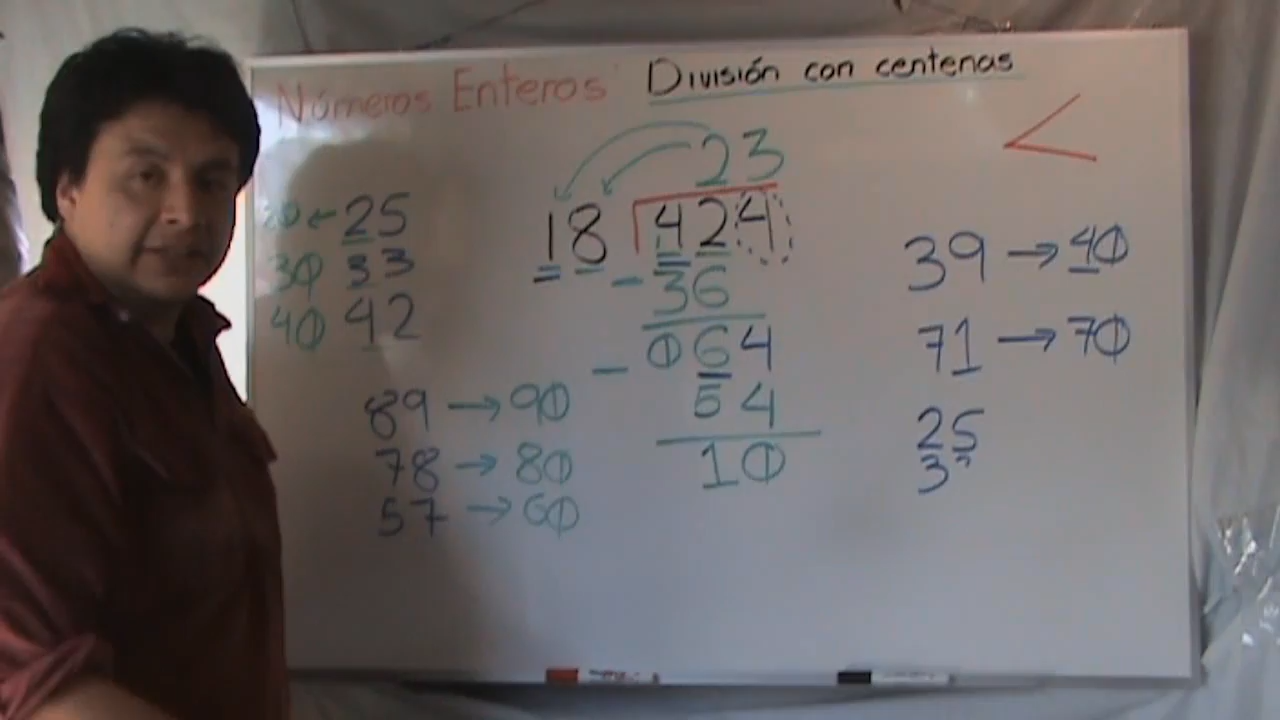 Números Enteros División con centenas
23
18 424
- 36
064
- 54
10
20 ← 25
30 33
40 42
89 → 90
78 → 80
57 → 60
<
39 → 40
71 → 70
25
3